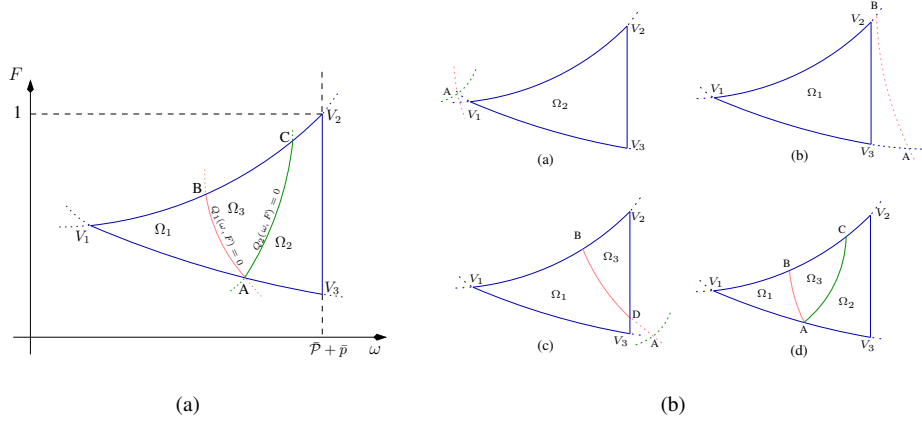 F
1
V₂
C
B
Ω₃
Q₁(ω, F) = 0
Q₂(ω, F) = 0
Ω₁
Ω₂
V₁
A
V₃
P̄ + p̄
ω
(a)
V₂
A
Ω₂
V₁
V₃
(a)
B
V₂
V₁
Ω₁
V₃
A
(b)
V₂
B
Ω₃
V₁
Ω₁
D
V₃
A
(c)
V₂
C
B
Ω₃
V₁
Ω₁
Ω₂
A
V₃
(d)
(b)